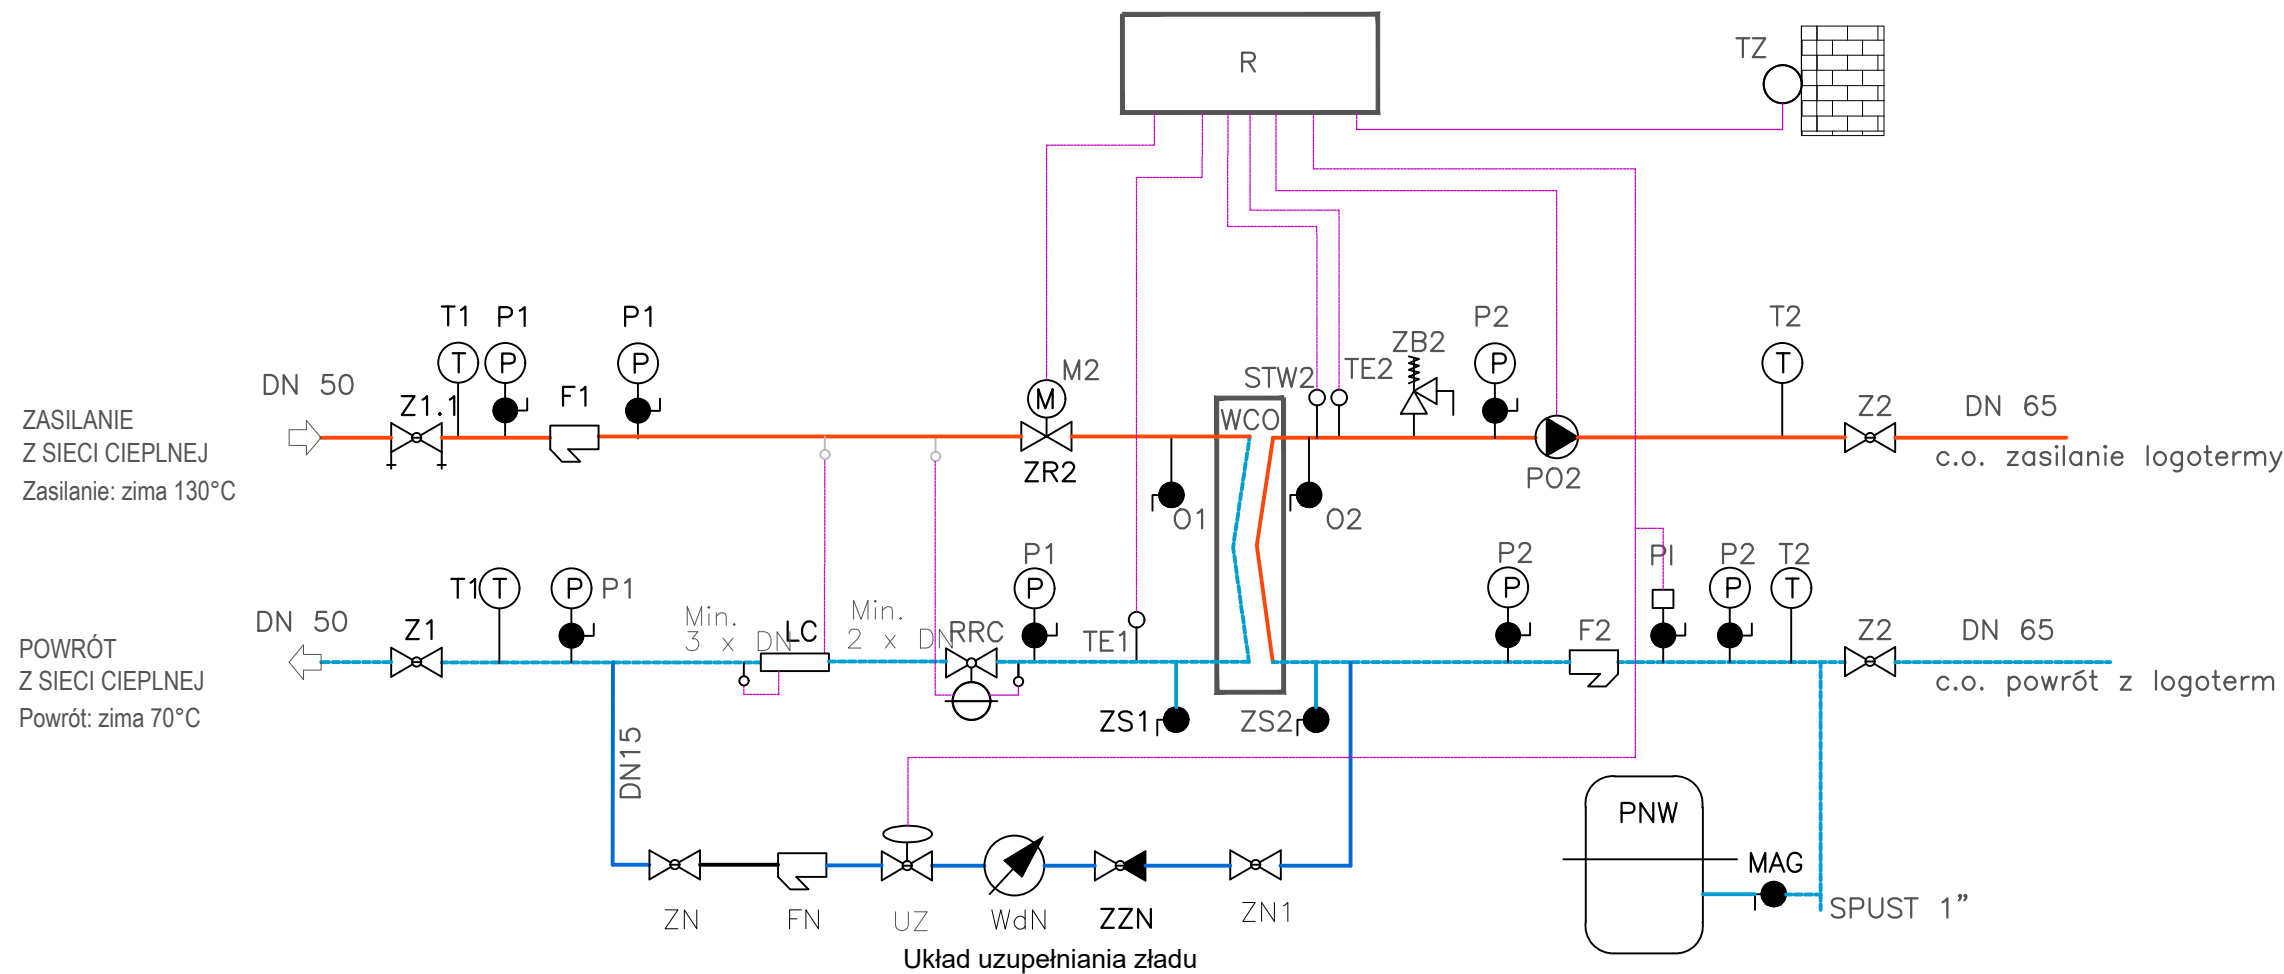 R
TZ
T1
P1
P1
T
P
P
DN 50
Z1.1
F1
M2
M
ZR2
ZASILANIE
Z SIECI CIEPLNEJ
Zasilanie: zima 130°C
STW2
TE2
ZB2
P2
P
T2
T
Z2
DN 65
WCO
PO2
c.o. zasilanie logotermy
O1
O2
DN 50
Z1
T1
T
P
P1
Min.
3 x DN
LC
Min.
2 x DN
RRC
P1
P
TE1
P2
P
F2
PI
P2
P
T2
T
Z2
DN 65
POWRÓT
Z SIECI CIEPLNEJ
Powrót: zima 70°C
c.o. powrót z logoterm
ZS1
ZS2
DN15
PNW
MAG
SPUST 1"
ZN
FN
UZ
WdN
ZZN
ZN1
Układ uzupełniania zładu